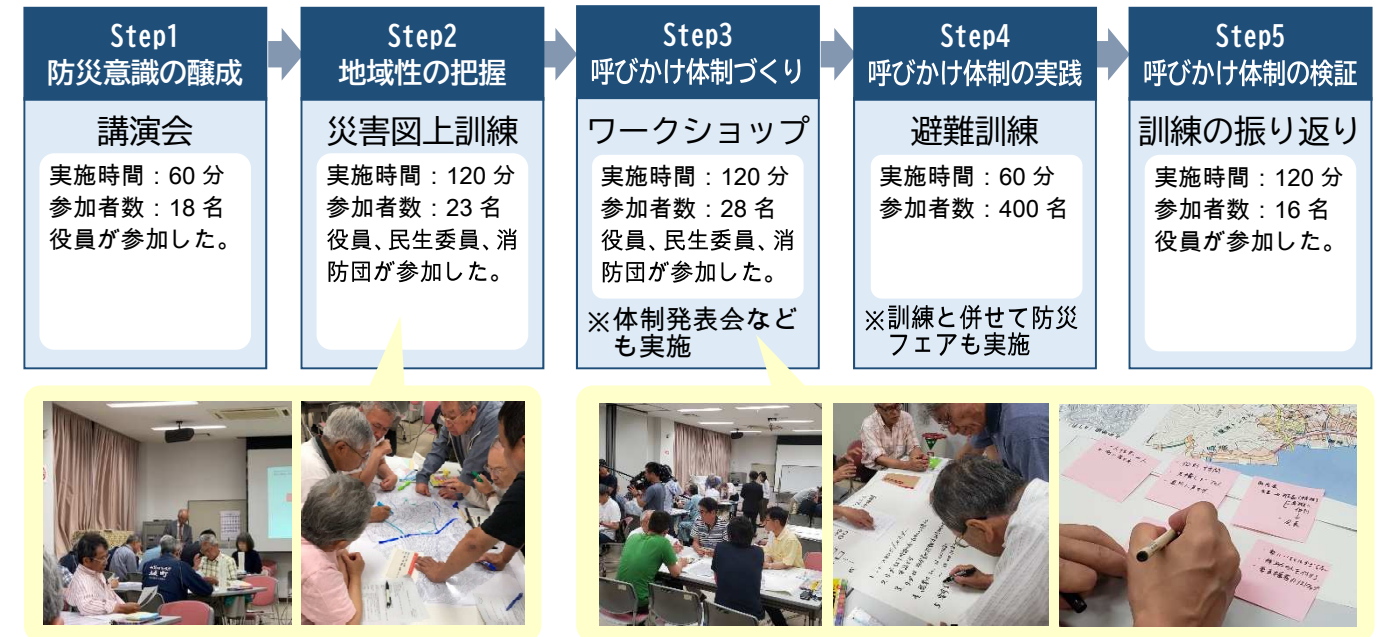 Step1
防災意識の醸成
講演会
実施時間：60 分
参加者数：18 名
役員が参加した。
Step2
地域性の把握
災害図上訓練
実施時間：120 分
参加者数：23 名
役員、民生委員、消
防団が参加した。
Step3
呼びかけ体制づくり
ワークショップ
実施時間：120 分
参加者数：28 名
役員、民生委員、消
防団が参加した。
※体制発表会など
も実施
Step4
呼びかけ体制の実践
避難訓練
実施時間：60 分
参加者数：400 名
※訓練と併せて防災
フェアも実施
Step5
呼びかけ体制の検証
訓練の振り返り
実施時間：120 分
参加者数：16 名
役員が参加した。